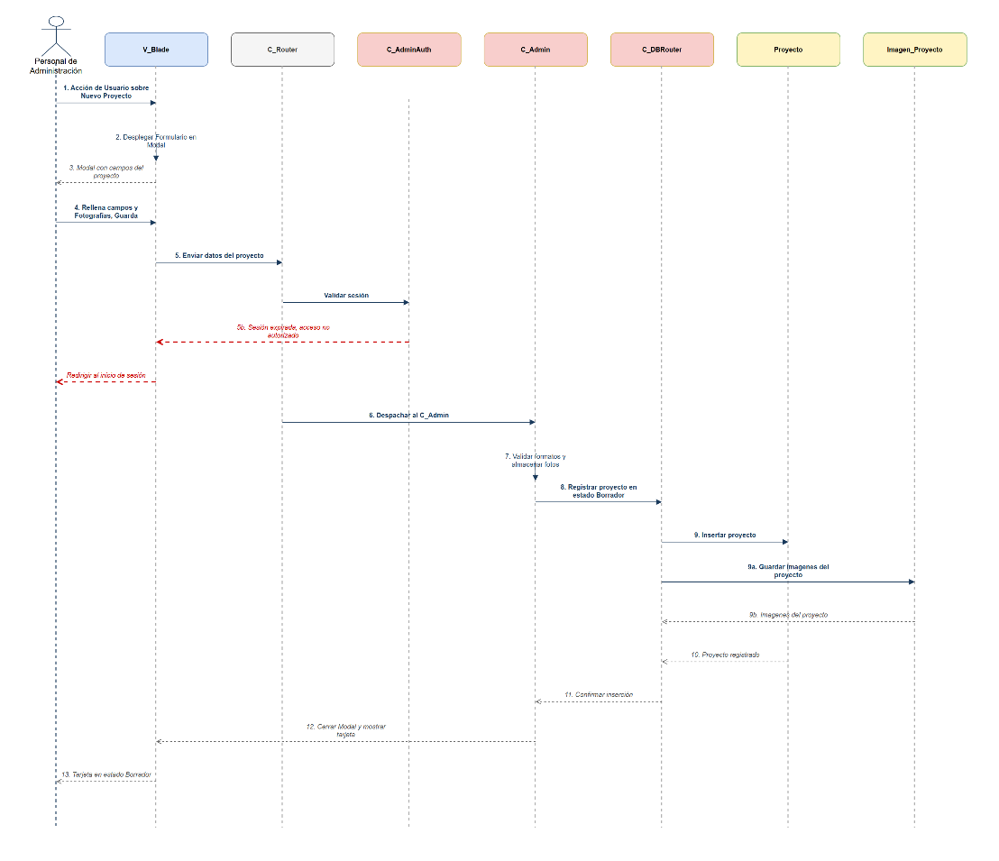 Personal de
Administración
V_Blade
C_Router
C_AdminAuth
C_Admin
C_DBRouter
Proyecto
Imagen_Proyecto
1. Acción de Usuario sobre
Nuevo Proyecto
2. Desplegar Formulario en
Modal
3. Modal con campos del
proyecto
4. Rellena campos y
Fotografías, Guarda
5. Enviar datos del proyecto
Validar sesión
5b. Sesión expirada, acceso no
autorizado
Redirigir al inicio de sesión
6. Despachar al C_Admin
7. Validar formatos y
almacenar fotos
8. Registrar proyecto en
estado Borrador
9. Insertar proyecto
9a. Guardar imagenes del
proyecto
9b. Imagenes del proyecto
10. Proyecto registrado
11. Confirmar inserción
12. Cerrar Modal y mostrar
tarjeta
13. Tarjeta en estado Borrador